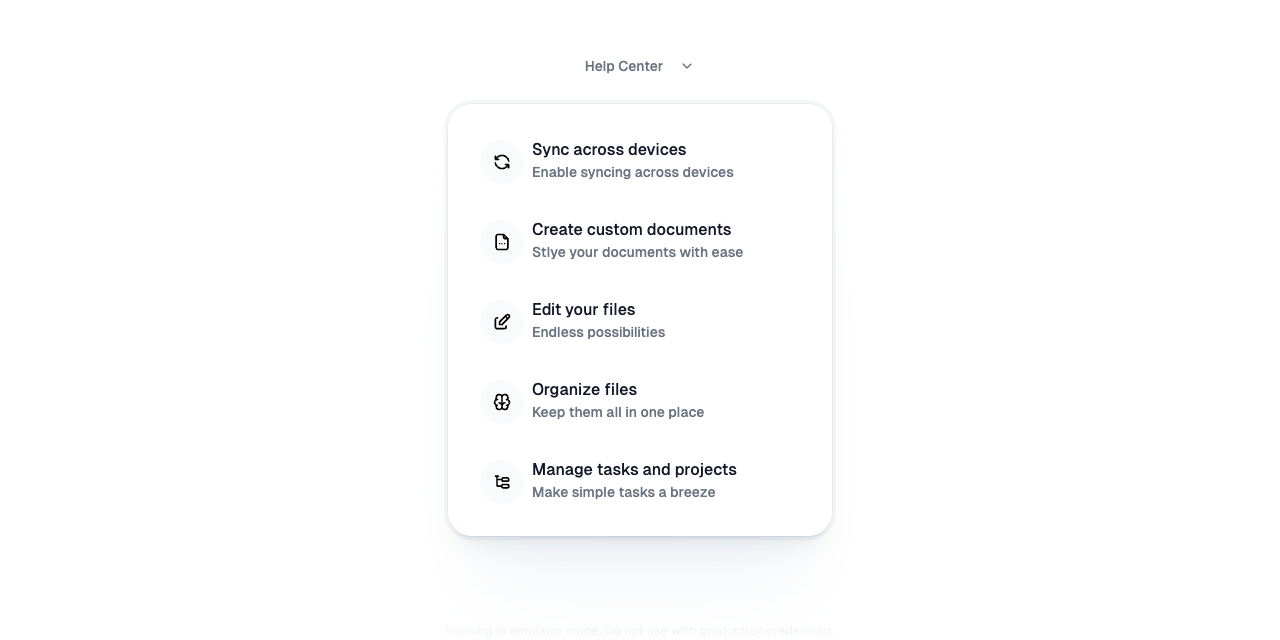 Help Center
Sync across devices
Enable syncing across devices
Create custom documents
Stlye your documents with ease
Edit your files
Endless possibilities
Organize files
Keep them all in one place
Manage tasks and projects
Make simple tasks a breeze
Running in emulator mode. Do not use with production credentials.